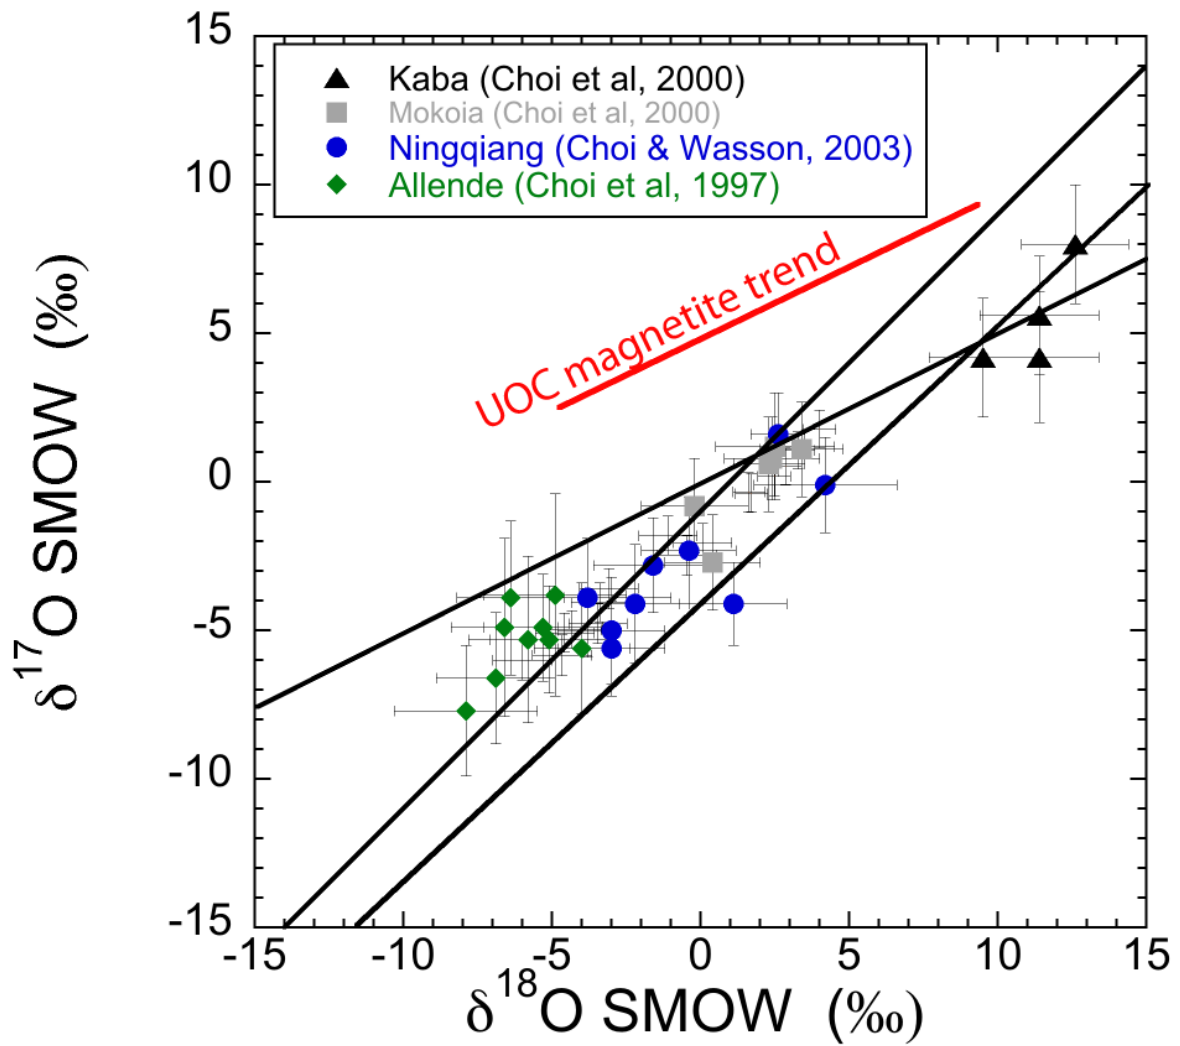 15
Kaba (Choi et al, 2000)
Mokoia (Choi et al, 2000)
Ningqiang (Choi & Wasson, 2003)
Allende (Choi et al, 1997)
10
UOC magnetite trend
5
0
-5
-10
-15
δ17O SMOW (‰)
-15 -10 -5 0 5 10 15
δ18O SMOW (‰)